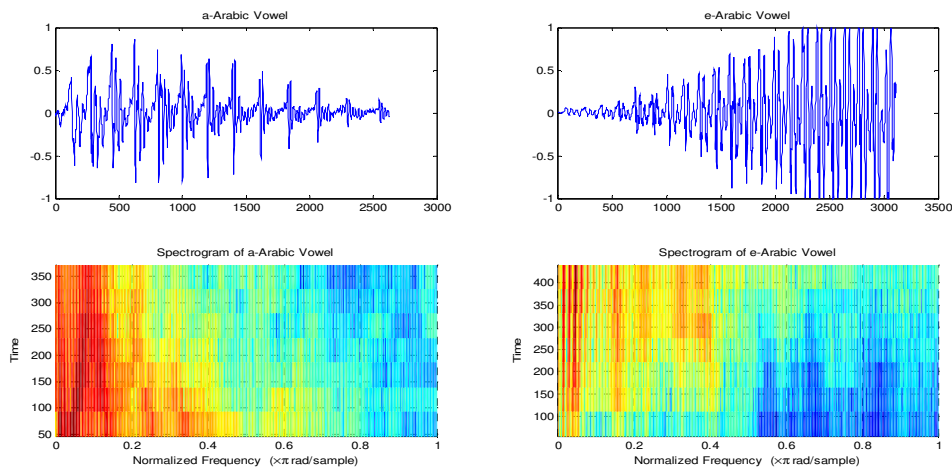 a-Arabic Vowel
1
0.5
0
-0.5
-1
0 500 1000 1500 2000 2500 3000
e-Arabic Vowel
1
0.5
0
-0.5
-1
0 500 1000 1500 2000 2500 3000 3500
Spectrogram of a-Arabic Vowel
Time
350
300
250
200
150
100
50
0 0.2 0.4 0.6 0.8 1
Normalized Frequency (×π rad/sample)
Spectrogram of e-Arabic Vowel
Time
400
350
300
250
200
150
100
0 0.2 0.4 0.6 0.8 1
Normalized Frequency (×π rad/sample)